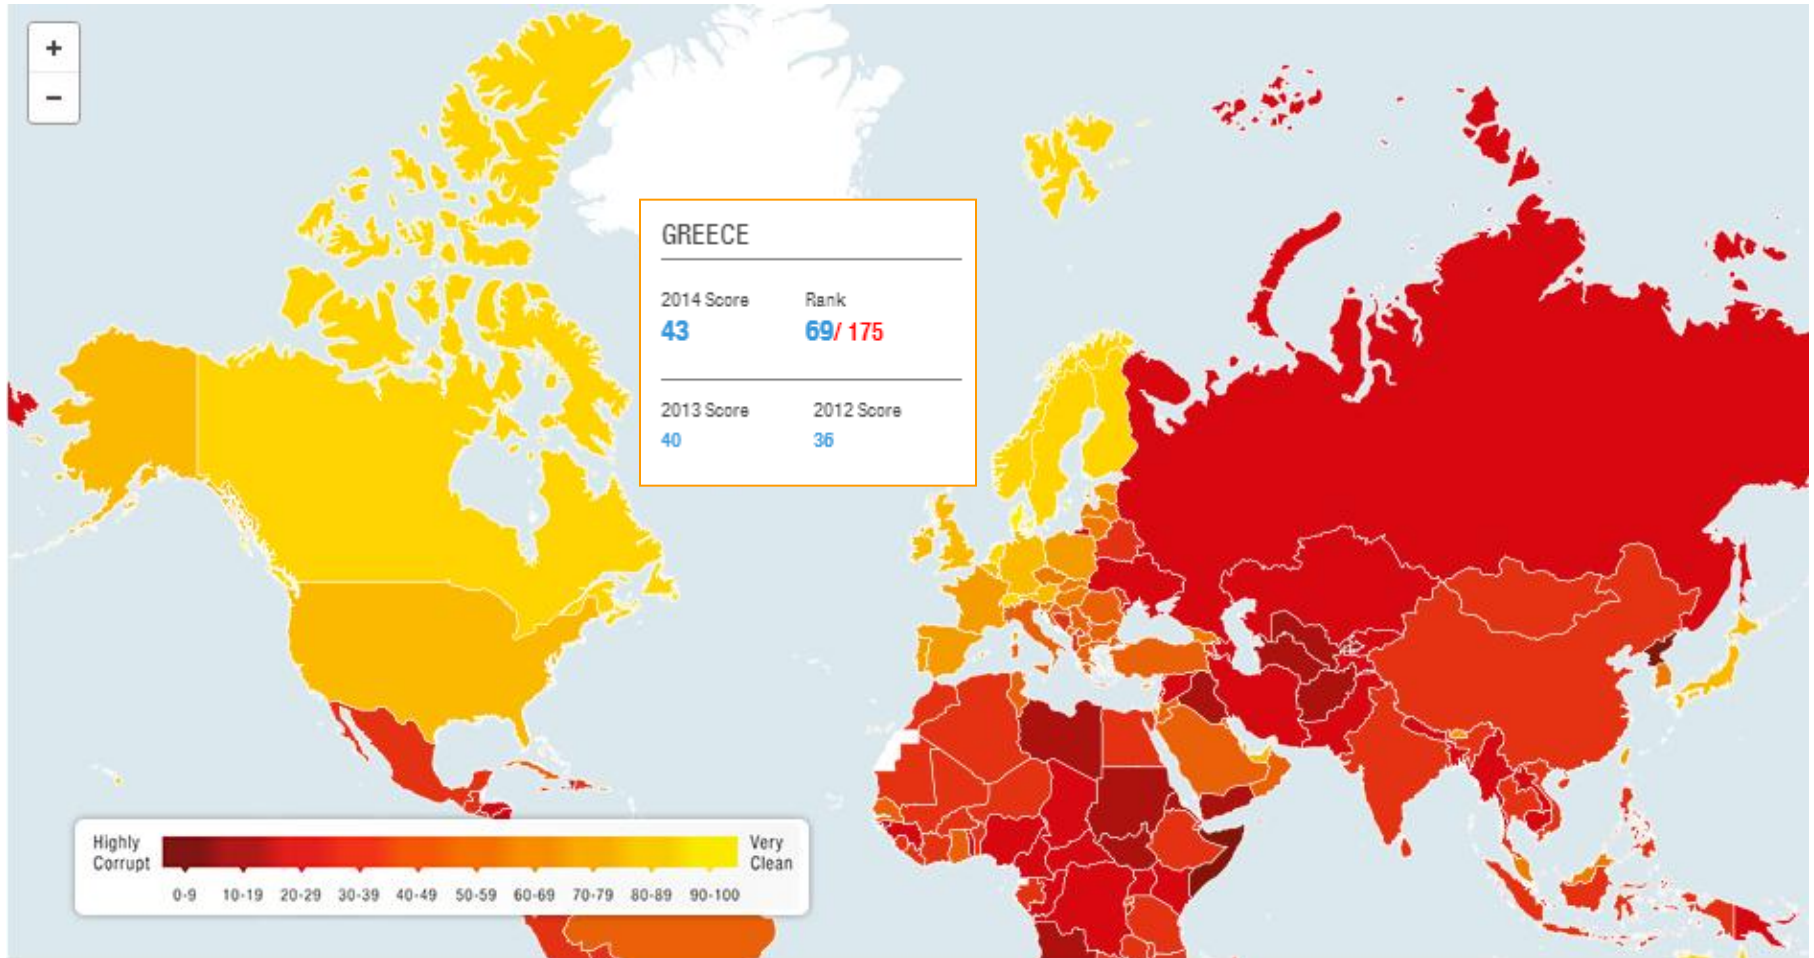 +
−
GREECE
2014 Score Rank
43 69/ 175
2013 Score 2012 Score
40 36
Highly Corrupt Very Clean
0-9 10-19 20-29 30-39 40-49 50-59 60-69 70-79 80-89 90-100